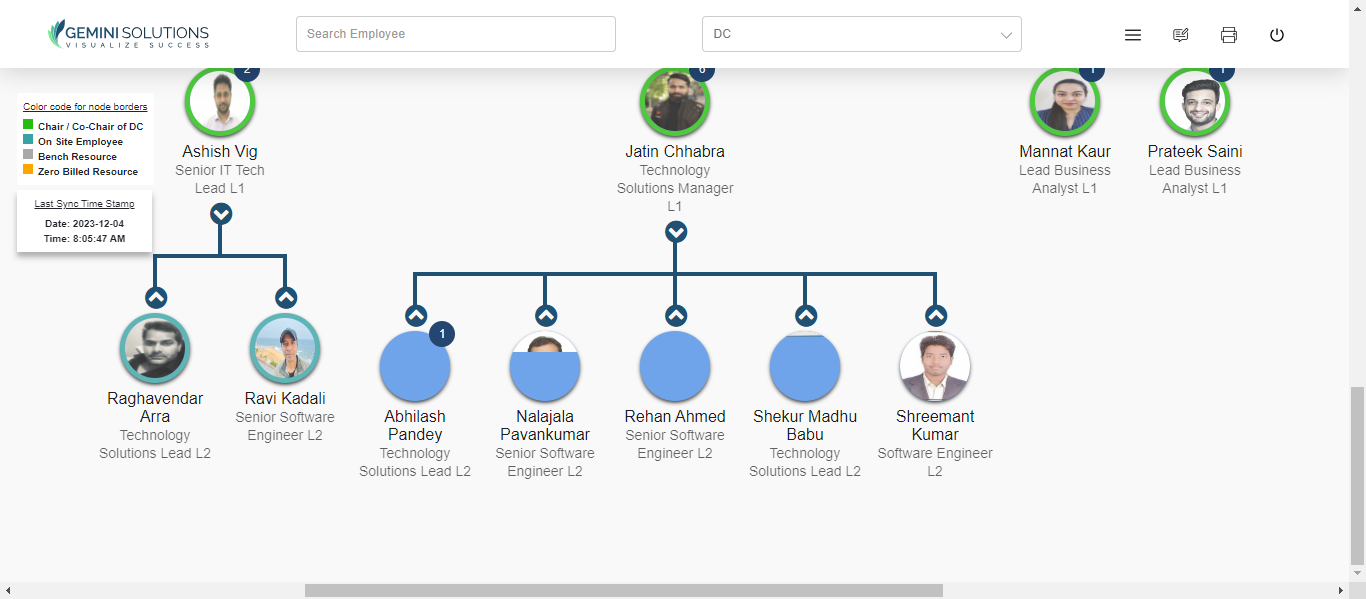 GEMINI SOLUTIONS
VISUALIZE SUCCESS
Search Employee
DC
Color code for node borders
Chair / Co-Chair of DC
On Site Employee
Bench Resource
Zero Billed Resource
Last Sync Time Stamp
Date: 2023-12-04
Time: 8:05:47 AM
2
Ashish Vig
Senior IT Tech
Lead L1
Jatin Chhabra
Technology
Solutions Manager
L1
Mannat Kaur
Lead Business
Analyst L1
Prateek Saini
Lead Business
Analyst L1
Raghavendar
Arra
Technology
Solutions Lead L2
Ravi Kadali
Senior Software
Engineer L2
1
Abhilash
Pandey
Technology
Solutions Lead L2
Nalajala
Pavankumar
Senior Software
Engineer L2
Rehan Ahmed
Senior Software
Engineer L2
Shekur Madhu
Babu
Technology
Solutions Lead L2
Shreemant
Kumar
Software Engineer
L2